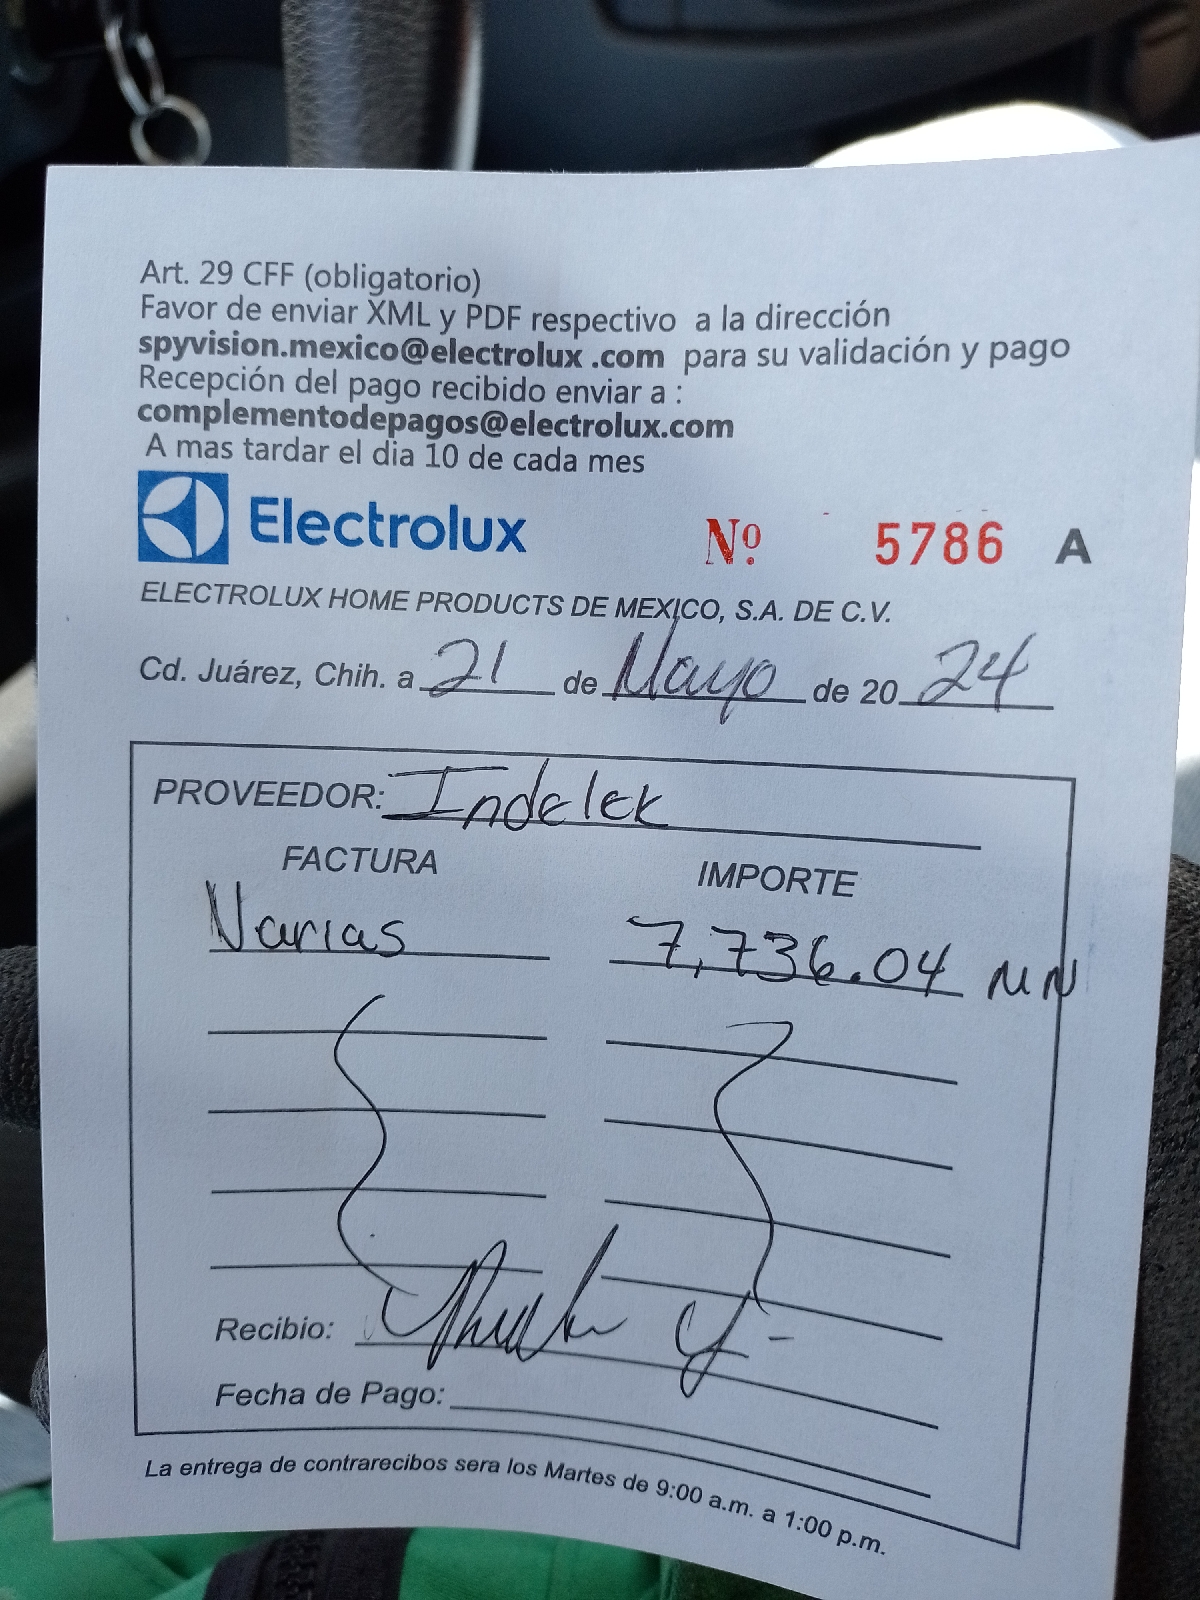 Art. 29 CFF (obligatorio)
Favor de enviar XML y PDF respectivo a la dirección
spyvision.mexico@electrolux .com para su validación y pago
Recepción del pago recibido enviar a :
complementodepagos@electrolux.com
A mas tardar el dia 10 de cada mes
Electrolux Nº 5786 A
ELECTROLUX HOME PRODUCTS DE MEXICO, S.A. DE C.V.
Cd. Juárez, Chih. a 21 de Mayo de 20 24
PROVEEDOR: Indelek
FACTURA IMPORTE
Varias 7,736.04 MN
Recibio:
Fecha de Pago:
La entrega de contrarecibos sera los Martes de 9:00 a.m. a 1:00 p.m.